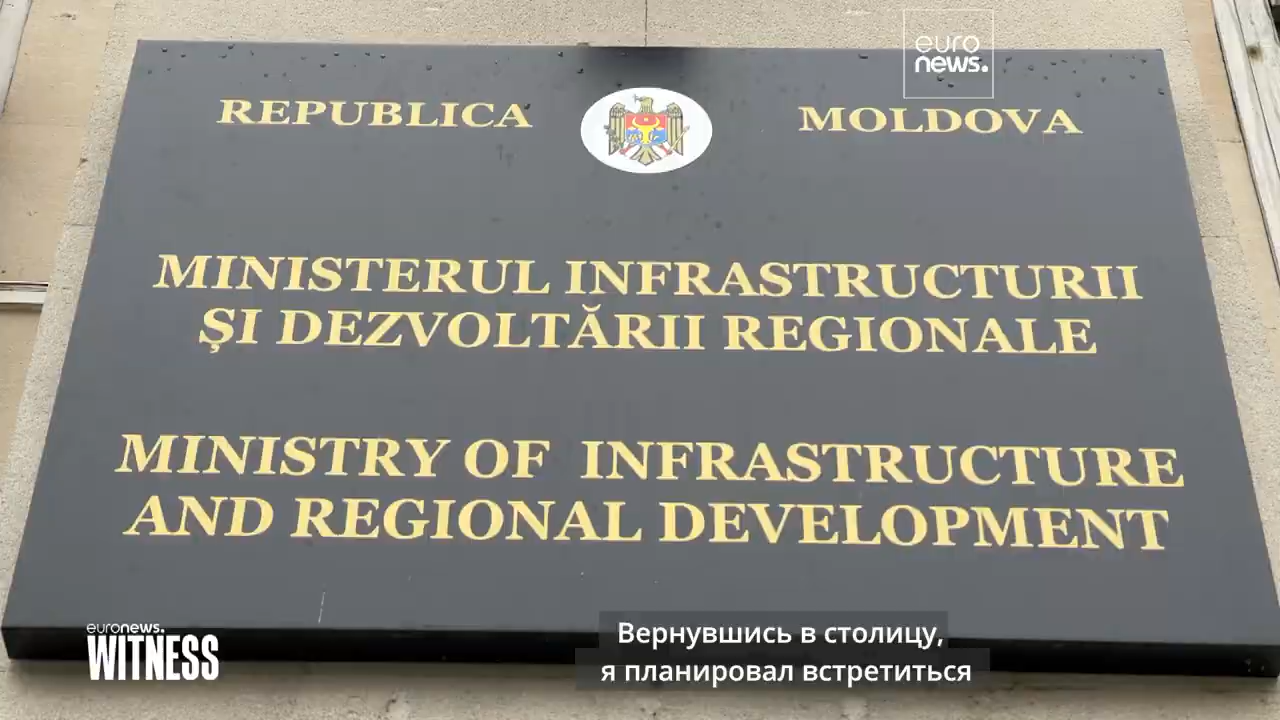 euro
news.
REPUBLICA MOLDOVA
MINISTERUL INFRASTRUCTURII
ȘI DEZVOLTĂRII REGIONALE
MINISTRY OF INFRASTRUCTURE
AND REGIONAL DEVELOPMENT
euronews.
WITNESS
Вернувшись в столицу,
я планировал встретиться